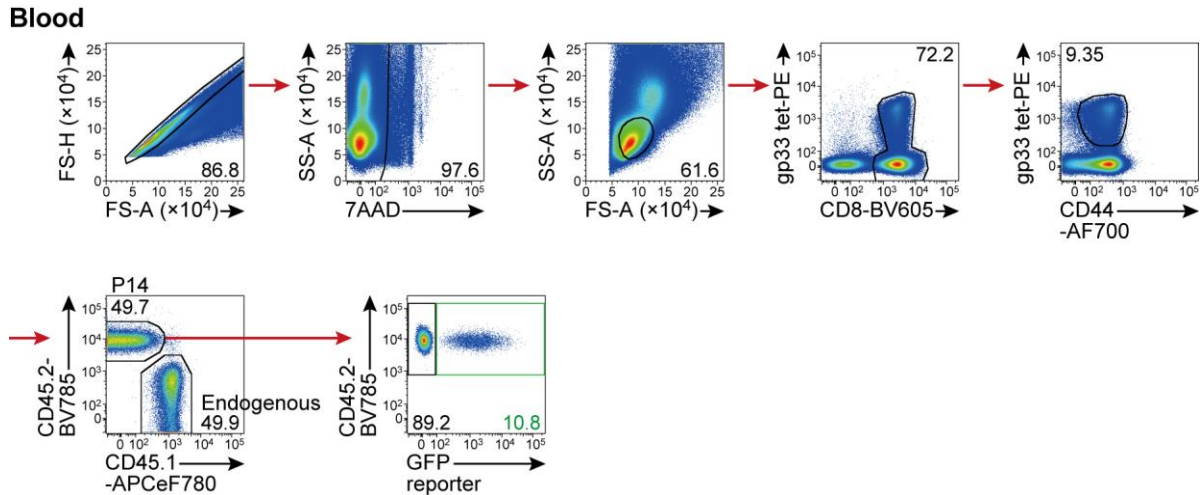 Blood
FS-H (×10⁴)
25
20
15
10
5
0
86.8
0 5 10 15 20 25
FS-A (×10⁴)
SS-A (×10⁴)
25
20
15
10
5
0
97.6
0 10² 10³ 10⁴ 10⁵
7AAD
SS-A (×10⁴)
25
20
15
10
5
0
61.6
0 5 10 15 20 25
FS-A (×10⁴)
gp33 tet-PE
72.2
10⁵
10⁴
10³
10²
0
0 10² 10³ 10⁴ 10⁵
CD8-BV605
gp33 tet-PE
9.35
10⁵
10⁴
10³
10²
0
0 10² 10³ 10⁴ 10⁵
CD44
-AF700
CD45.2-
BV785
P14
49.7
10⁵
10⁴
10³
10²
0
Endogenous
49.9
0 10² 10³ 10⁴ 10⁵
CD45.1
-APCeF780
CD45.2-
BV785
10⁵
10⁴
10³
10²
0
89.2 10.8
0 10² 10³ 10⁴ 10⁵
GFP
reporter